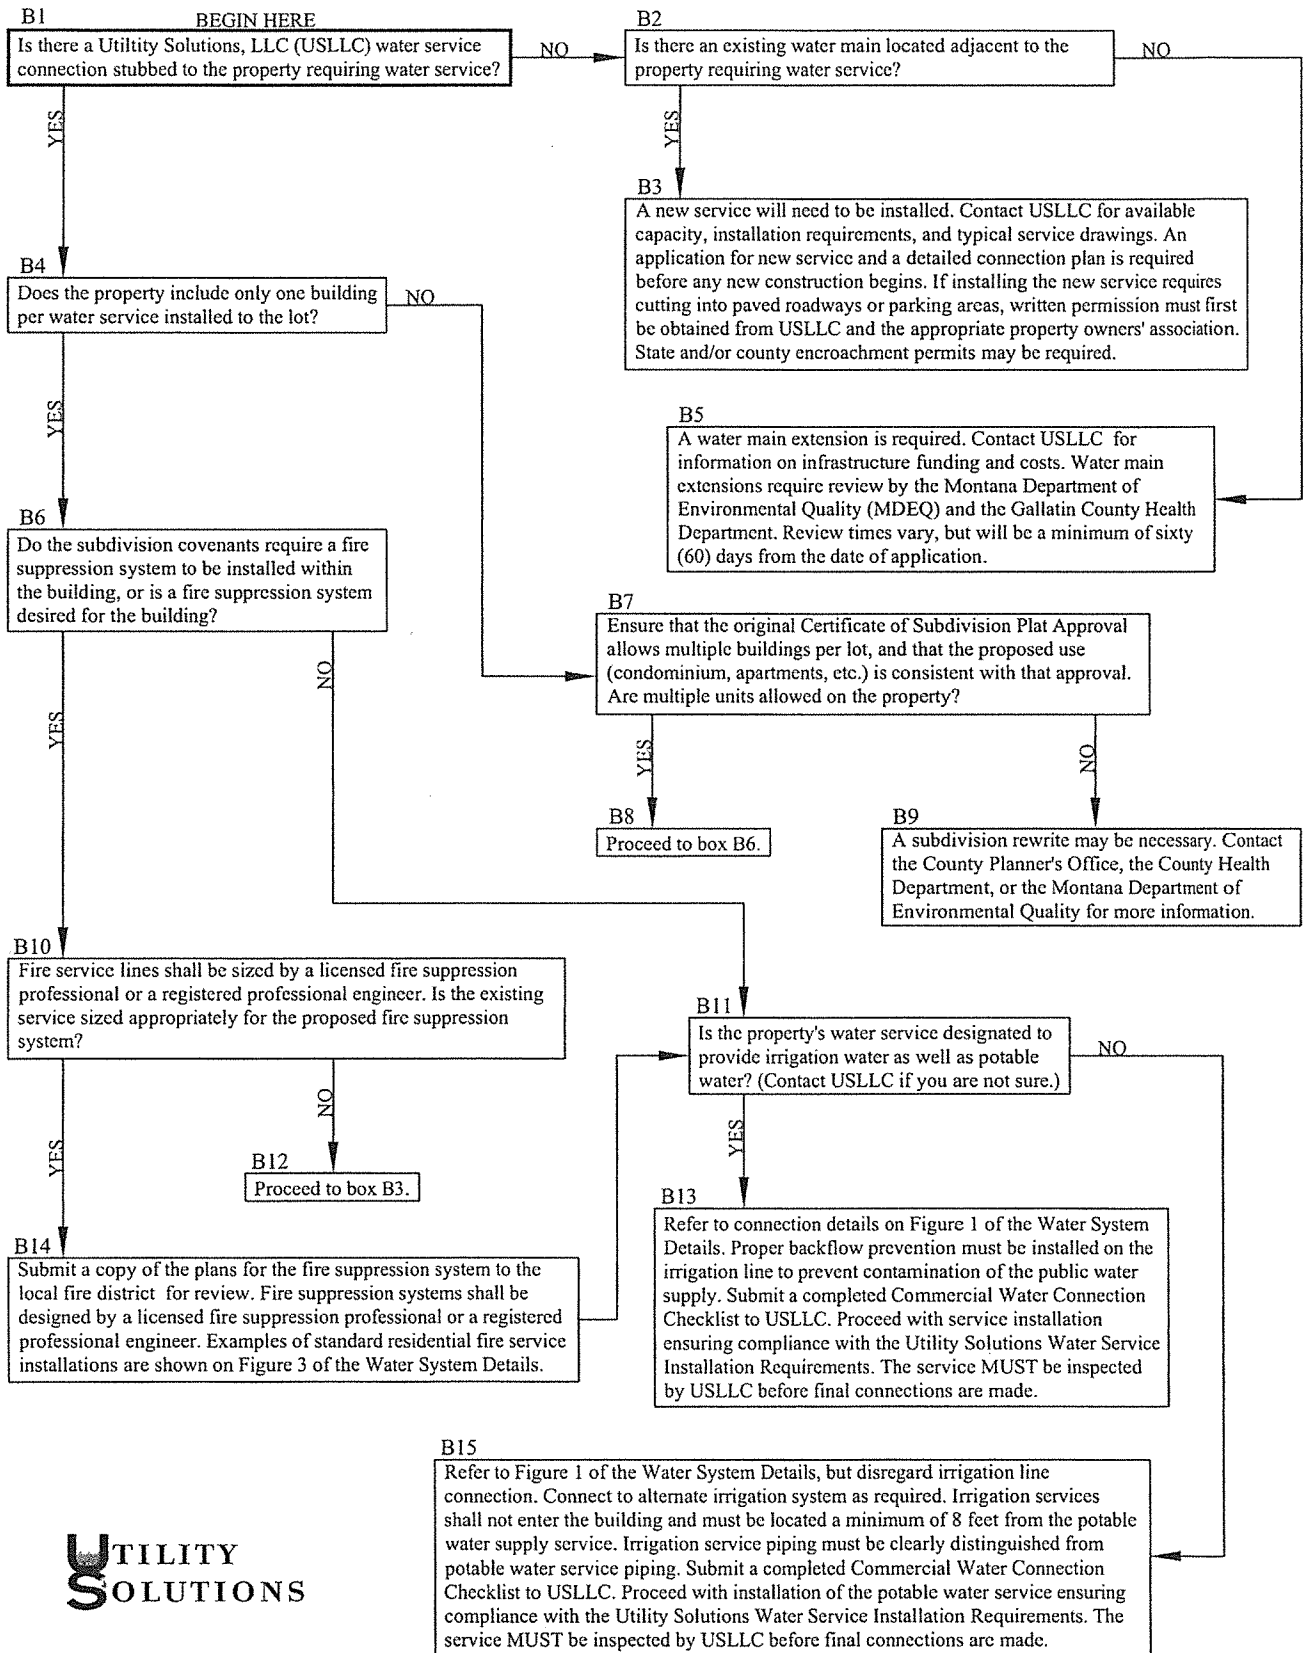 B1
BEGIN HERE
Is there a Utiltity Solutions, LLC (USLLC) water service
connection stubbed to the property requiring water service?
NO
B2
Is there an existing water main located adjacent to the
property requiring water service?
NO
YES
YES
B3
A new service will need to be installed. Contact USLLC for available
capacity, installation requirements, and typical service drawings. An
application for new service and a detailed connection plan is required
before any new construction begins. If installing the new service requires
cutting into paved roadways or parking areas, written permission must first
be obtained from USLLC and the appropriate property owners' association.
State and/or county encroachment permits may be required.
B4
Does the property include only one building
per water service installed to the lot?
NO
YES
B5
A water main extension is required. Contact USLLC for
information on infrastructure funding and costs. Water main
extensions require review by the Montana Department of
Environmental Quality (MDEQ) and the Gallatin County Health
Department. Review times vary, but will be a minimum of sixty
(60) days from the date of application.
B6
Do the subdivision covenants require a fire
suppression system to be installed within
the building, or is a fire suppression system
desired for the building?
YES
NO
B7
Ensure that the original Certificate of Subdivision Plat Approval
allows multiple buildings per lot, and that the proposed use
(condominium, apartments, etc.) is consistent with that approval.
Are multiple units allowed on the property?
YES
NO
B8
Proceed to box B6.
B9
A subdivision rewrite may be necessary. Contact
the County Planner's Office, the County Health
Department, or the Montana Department of
Environmental Quality for more information.
B10
Fire service lines shall be sized by a licensed fire suppression
professional or a registered professional engineer. Is the existing
service sized appropriately for the proposed fire suppression
system?
YES
NO
B11
Is the property's water service designated to
provide irrigation water as well as potable
water? (Contact USLLC if you are not sure.)
NO
YES
B12
Proceed to box B3.
B13
Refer to connection details on Figure 1 of the Water System
Details. Proper backflow prevention must be installed on the
irrigation line to prevent contamination of the public water
supply. Submit a completed Commercial Water Connection
Checklist to USLLC. Proceed with service installation
ensuring compliance with the Utility Solutions Water Service
Installation Requirements. The service MUST be inspected
by USLLC before final connections are made.
B14
Submit a copy of the plans for the fire suppression system to the
local fire district for review. Fire suppression systems shall be
designed by a licensed fire suppression professional or a registered
professional engineer. Examples of standard residential fire service
installations are shown on Figure 3 of the Water System Details.
B15
Refer to Figure 1 of the Water System Details, but disregard irrigation line
connection. Connect to alternate irrigation system as required. Irrigation services
shall not enter the building and must be located a minimum of 8 feet from the potable
water supply service. Irrigation service piping must be clearly distinguished from
potable water service piping. Submit a completed Commercial Water Connection
Checklist to USLLC. Proceed with installation of the potable water service ensuring
compliance with the Utility Solutions Water Service Installation Requirements. The
service MUST be inspected by USLLC before final connections are made.
UTILITY
SOLUTIONS